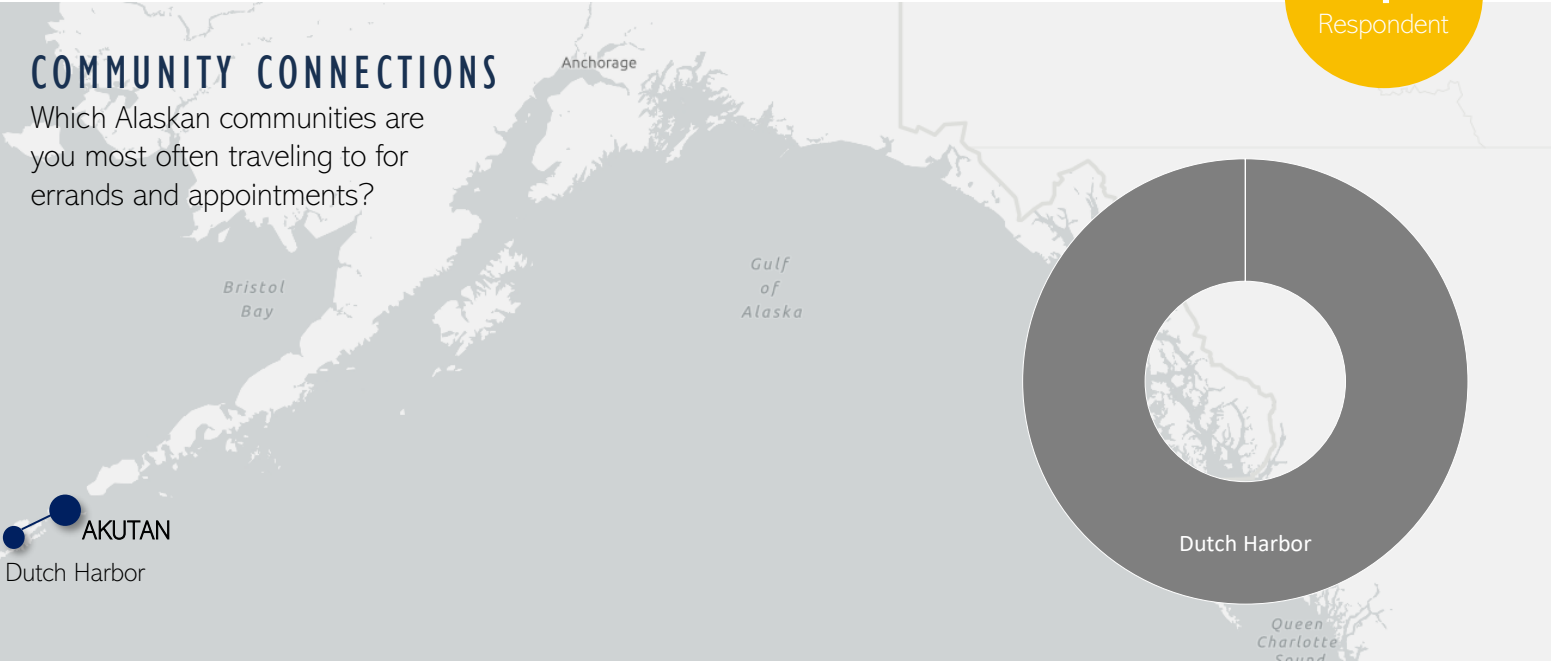 Respondent
COMMUNITY CONNECTIONS
Anchorage
Which Alaskan communities are
you most often traveling to for
errands and appointments?
Gulf
of
Alaska
Bristol
Bay
AKUTAN
Dutch Harbor
Dutch Harbor
Queen
Charlotte
Sound